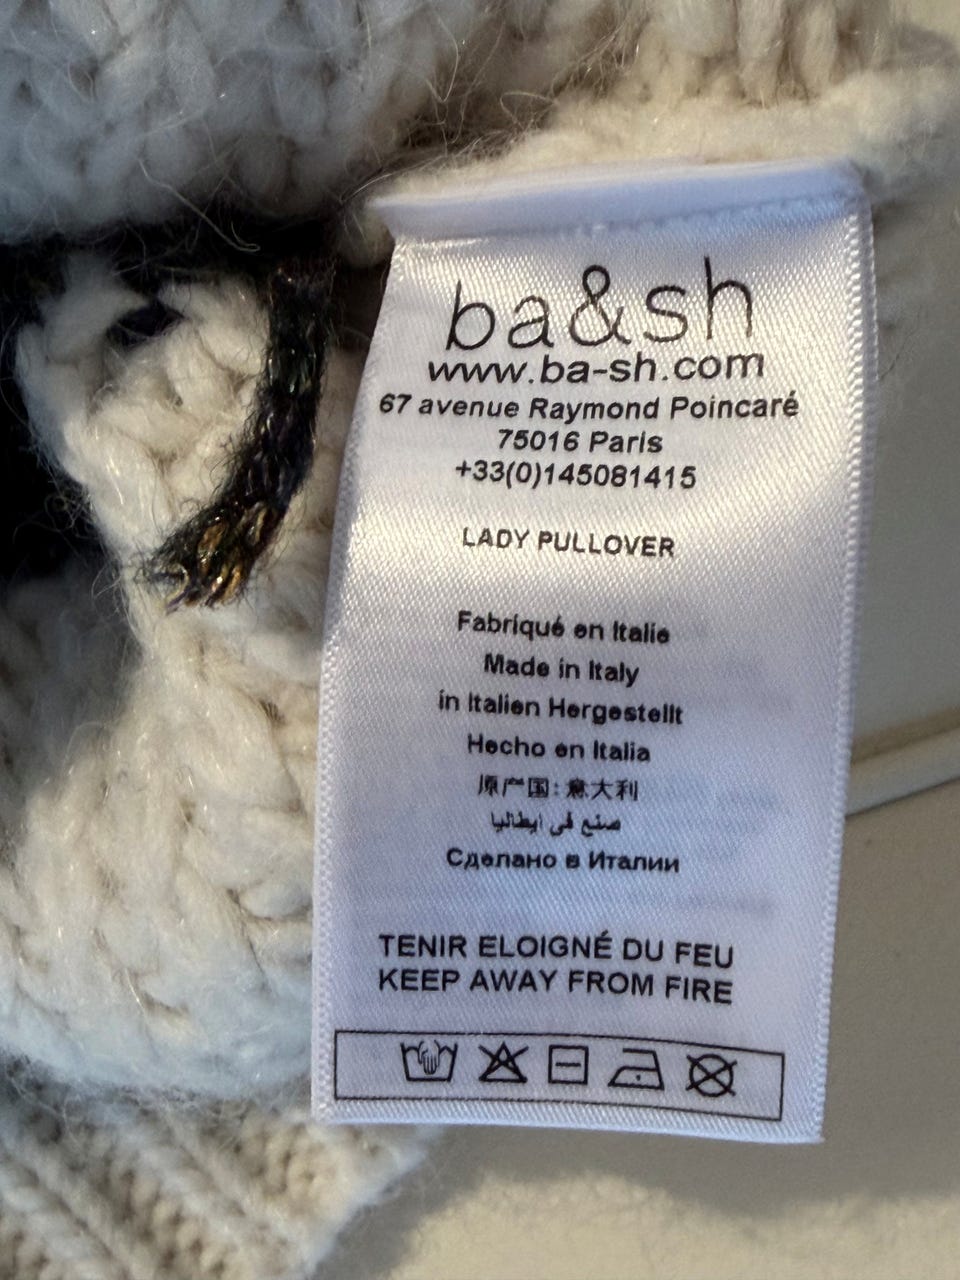 ba&sh
www.ba-sh.com
67 avenue Raymond Poincaré
75016 Paris
+33(0)145081415
LADY PULLOVER
Fabriqué en Italie
Made in Italy
in Italien Hergestellt
Hecho en Italia
原产国：意大利
صنع في ايطاليا
Сделано в Италии
TENIR ELOIGNÉ DU FEU
KEEP AWAY FROM FIRE